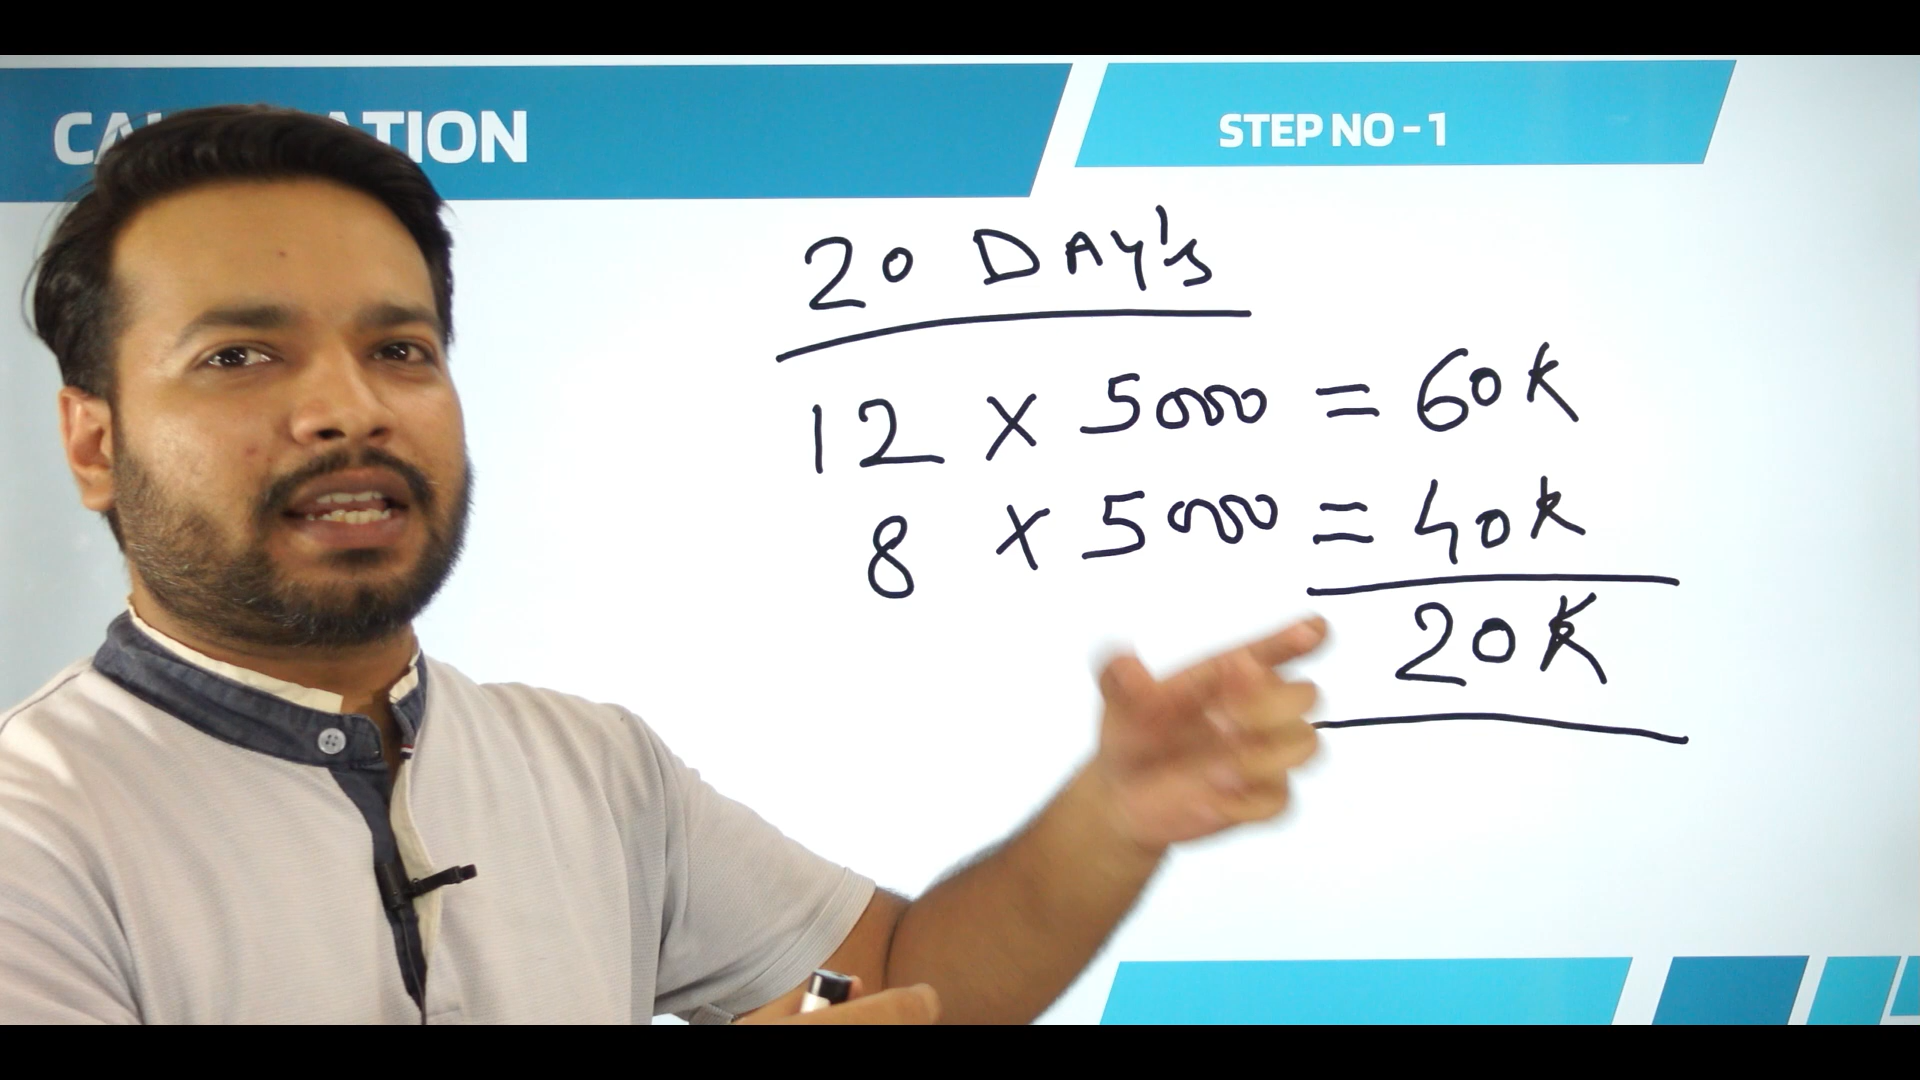 STEP NO - 1
20 DAY's
12 x 5000 = 60K
8 x 5000 = 40K
20K